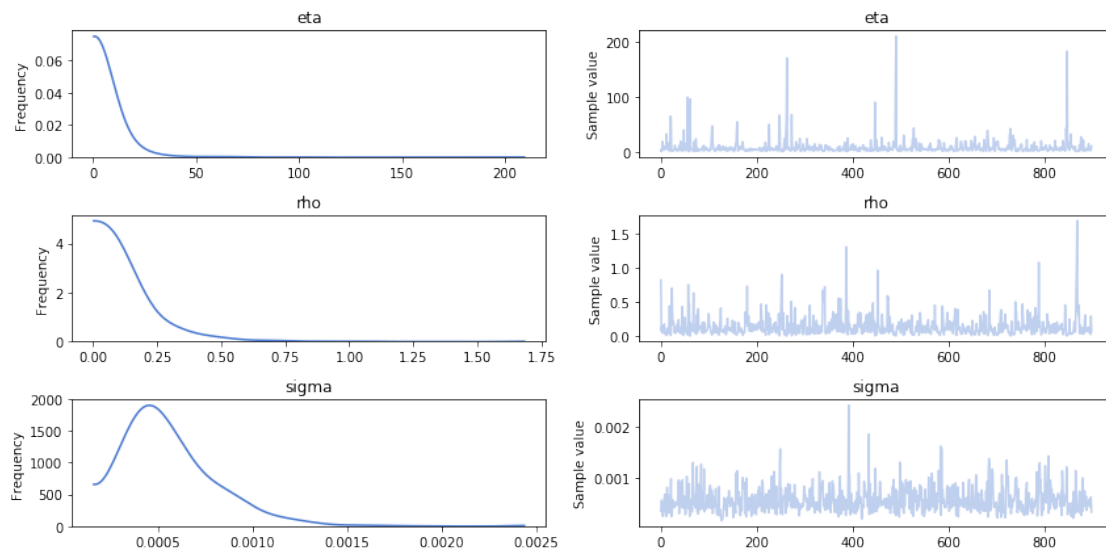 eta
Frequency
0.06
0.04
0.02
0.00
0 50 100 150 200
eta
Sample value
200
100
0
0 200 400 600 800
rho
Frequency
4
2
0
0.00 0.25 0.50 0.75 1.00 1.25 1.50 1.75
rho
Sample value
1.5
1.0
0.5
0.0
0 200 400 600 800
sigma
Frequency
2000
1500
1000
500
0
0.0005 0.0010 0.0015 0.0020 0.0025
sigma
Sample value
0.002
0.001
0 200 400 600 800